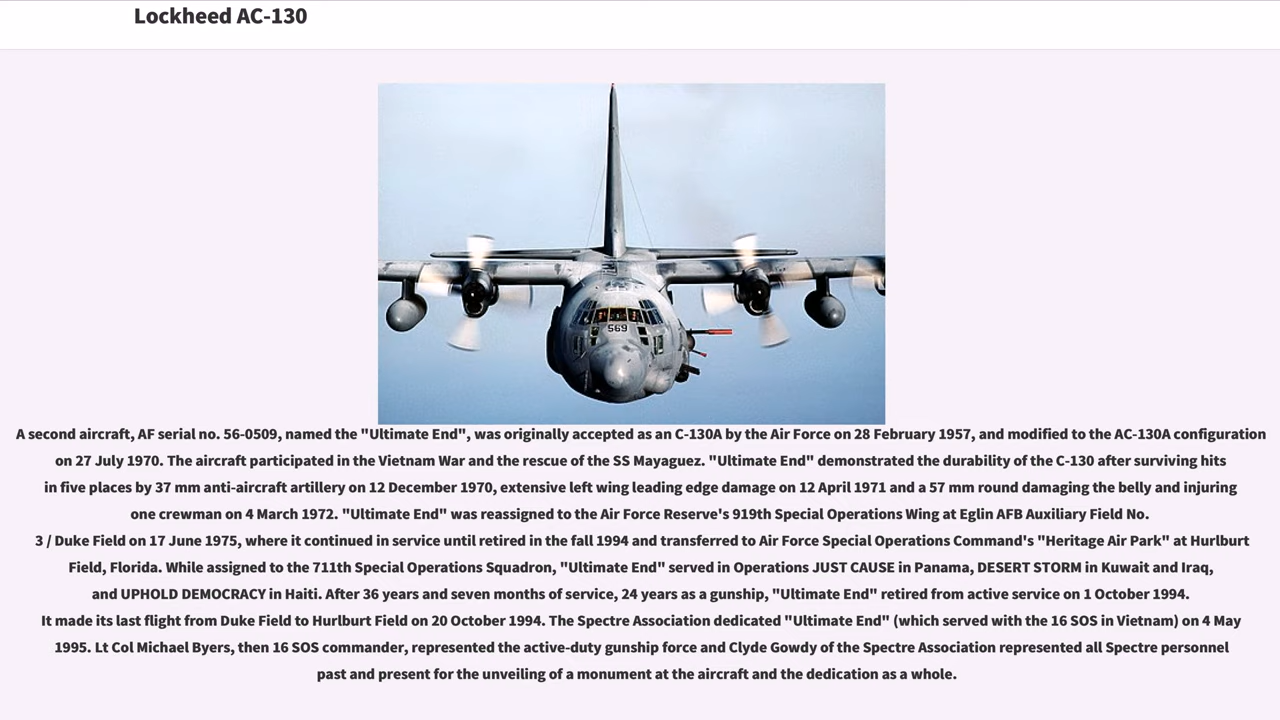 Lockheed AC-130
569
A second aircraft, AF serial no. 56-0509, named the "Ultimate End", was originally accepted as an C-130A by the Air Force on 28 February 1957, and modified to the AC-130A configuration
on 27 July 1970. The aircraft participated in the Vietnam War and the rescue of the SS Mayaguez. "Ultimate End" demonstrated the durability of the C-130 after surviving hits
in five places by 37 mm anti-aircraft artillery on 12 December 1970, extensive left wing leading edge damage on 12 April 1971 and a 57 mm round damaging the belly and injuring
one crewman on 4 March 1972. "Ultimate End" was reassigned to the Air Force Reserve's 919th Special Operations Wing at Eglin AFB Auxiliary Field No.
3 / Duke Field on 17 June 1975, where it continued in service until retired in the fall 1994 and transferred to Air Force Special Operations Command's "Heritage Air Park" at Hurlburt
Field, Florida. While assigned to the 711th Special Operations Squadron, "Ultimate End" served in Operations JUST CAUSE in Panama, DESERT STORM in Kuwait and Iraq,
and UPHOLD DEMOCRACY in Haiti. After 36 years and seven months of service, 24 years as a gunship, "Ultimate End" retired from active service on 1 October 1994.
It made its last flight from Duke Field to Hurlburt Field on 20 October 1994. The Spectre Association dedicated "Ultimate End" (which served with the 16 SOS in Vietnam) on 4 May
1995. Lt Col Michael Byers, then 16 SOS commander, represented the active-duty gunship force and Clyde Gowdy of the Spectre Association represented all Spectre personnel
past and present for the unveiling of a monument at the aircraft and the dedication as a whole.